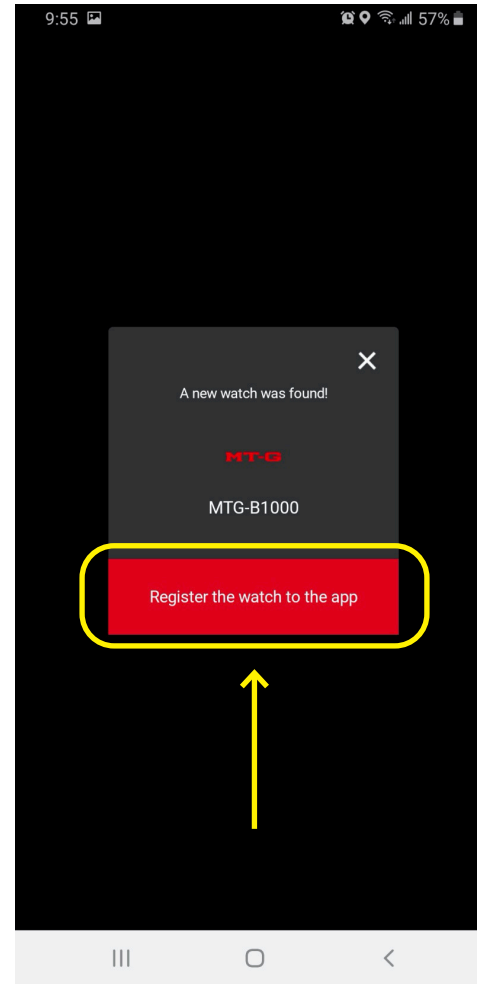 9:55
57%
A new watch was found!
MT-G
MTG-B1000
Register the watch to the app